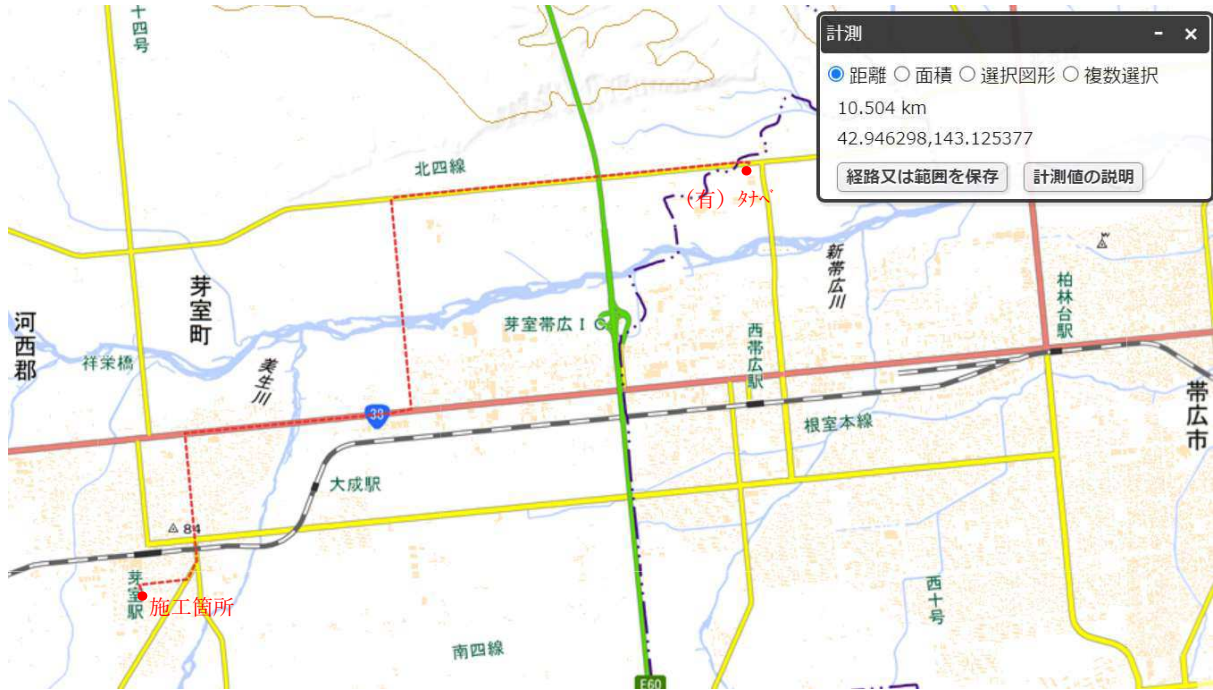 十四号
計測
- ×
距離 面積 選択図形 複数選択
10.504 km
42.946298,143.125377
経路又は範囲を保存 計測値の説明
北四線
(有) ﾀﾅﾍﾞ
新帯広川
芽室町
柏林台駅
河西郡
芽室帯広IC
西帯広駅
祥栄橋
美生川
帯広市
38
根室本線
大成駅
84
芽室駅
西十号
施工箇所
南四線
E60